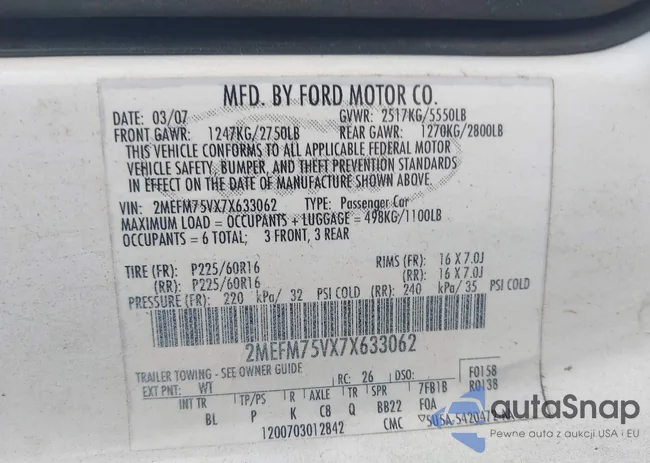 MFD. BY FORD MOTOR CO.
DATE: 03/07 GVWR: 2517KG/5550LB
FRONT GAWR: 1247KG/2750LB REAR GAWR: 1270KG/2800LB
THIS VEHICLE CONFORMS TO ALL APPLICABLE FEDERAL MOTOR
VEHICLE SAFETY, BUMPER, AND THEFT PREVENTION STANDARDS
IN EFFECT ON THE DATE OF MANUFACTURE SHOWN ABOVE.
VIN: 2MEFM75VX7X633062 TYPE: Passenger Car
MAXIMUM LOAD = OCCUPANTS + LUGGAGE = 498KG/1100LB
OCCUPANTS = 6 TOTAL; 3 FRONT, 3 REAR
TIRE (FR): P225/60R16 RIMS (FR): 16 X 7.0J
(RR): P225/60R16 (RR): 16 X 7.0J
PRESSURE (FR): 220 kPa/ 32 PSI COLD (RR): 240 kPa/ 35 PSI COLD
2MEFM75VX7X633062
TRAILER TOWING - SEE OWNER GUIDE
EXT PNT: WT RC: 26 DSO: F0158
R0138
INT TR TP/PS R AXLE TR SPR 7FB1B
BL P K C8 Q BB22 F0A
1200703012842 CMC
autoSnap
Pewne auta z aukcji USA i EU